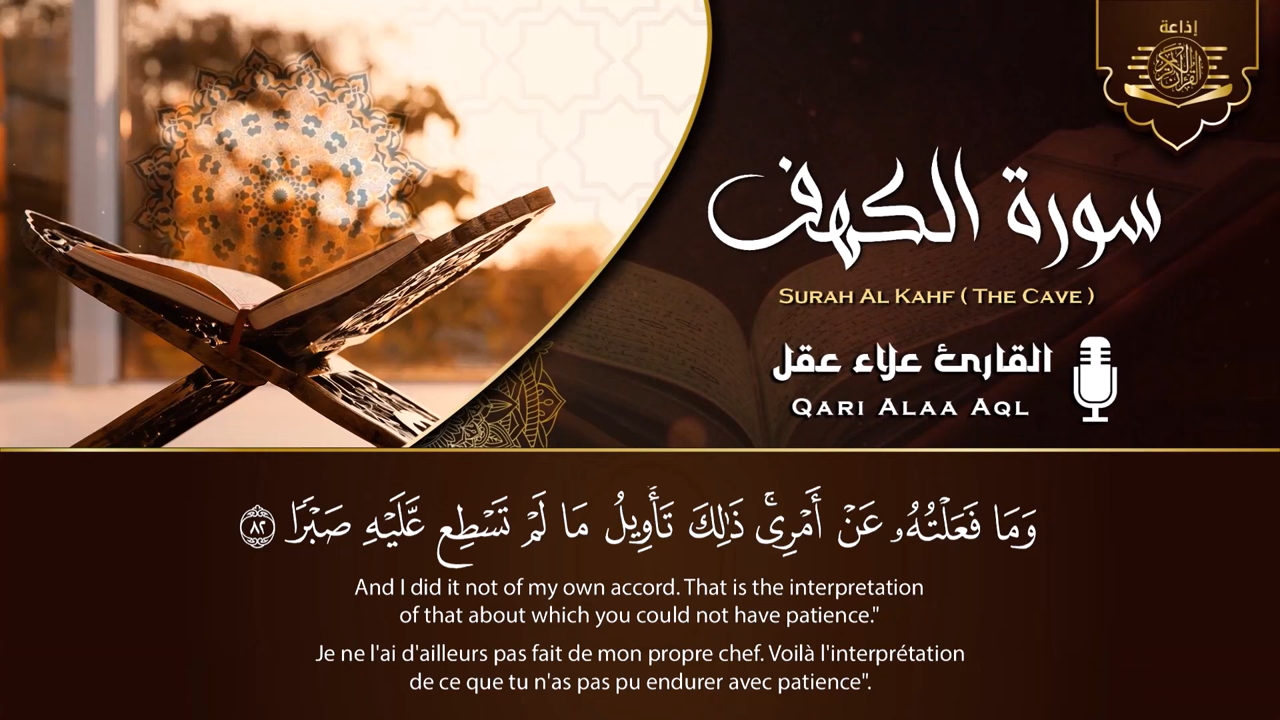 إذاعة
القرآن الكريم
سورة الكهف
SURAH AL KAHF ( THE CAVE )
القارئ علاء عقل
QARI ALAA AQL
وَمَا فَعَلْتُهُۥ عَنْ أَمْرِىۚ ذَٰلِكَ تَأْوِيلُ مَا لَمْ تَسْطِع عَّلَيْهِ صَبْرًا ٨٢
And I did it not of my own accord. That is the interpretation
of that about which you could not have patience."
Je ne l'ai d'ailleurs pas fait de mon propre chef. Voilà l'interprétation
de ce que tu n'as pas pu endurer avec patience".